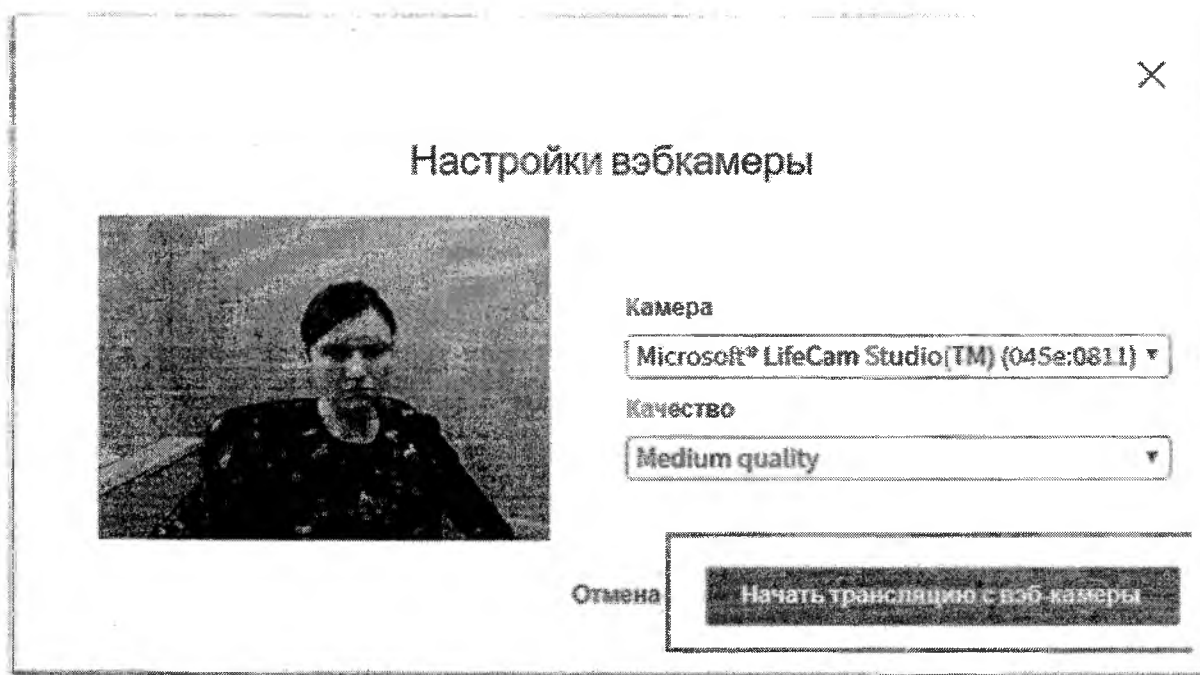 Настройки вэбкамеры
Камера
Microsoft® LifeCam Studio(TM) (045e:0811)
Качество
Medium quality
Отмена
Начать трансляцию с вэб-камеры